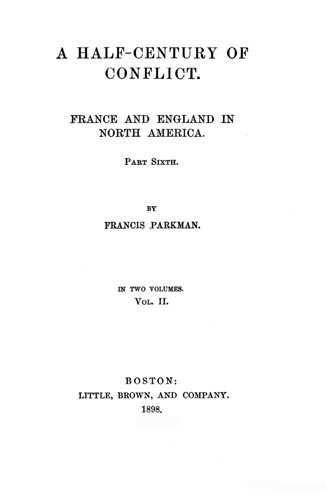 A HALF-CENTURY OF
CONFLICT.
FRANCE AND ENGLAND IN
NORTH AMERICA.
PART SIXTH.
BY
FRANCIS PARKMAN.
IN TWO VOLUMES.
VOL. II.
BOSTON:
LITTLE, BROWN, AND COMPANY.
1898.